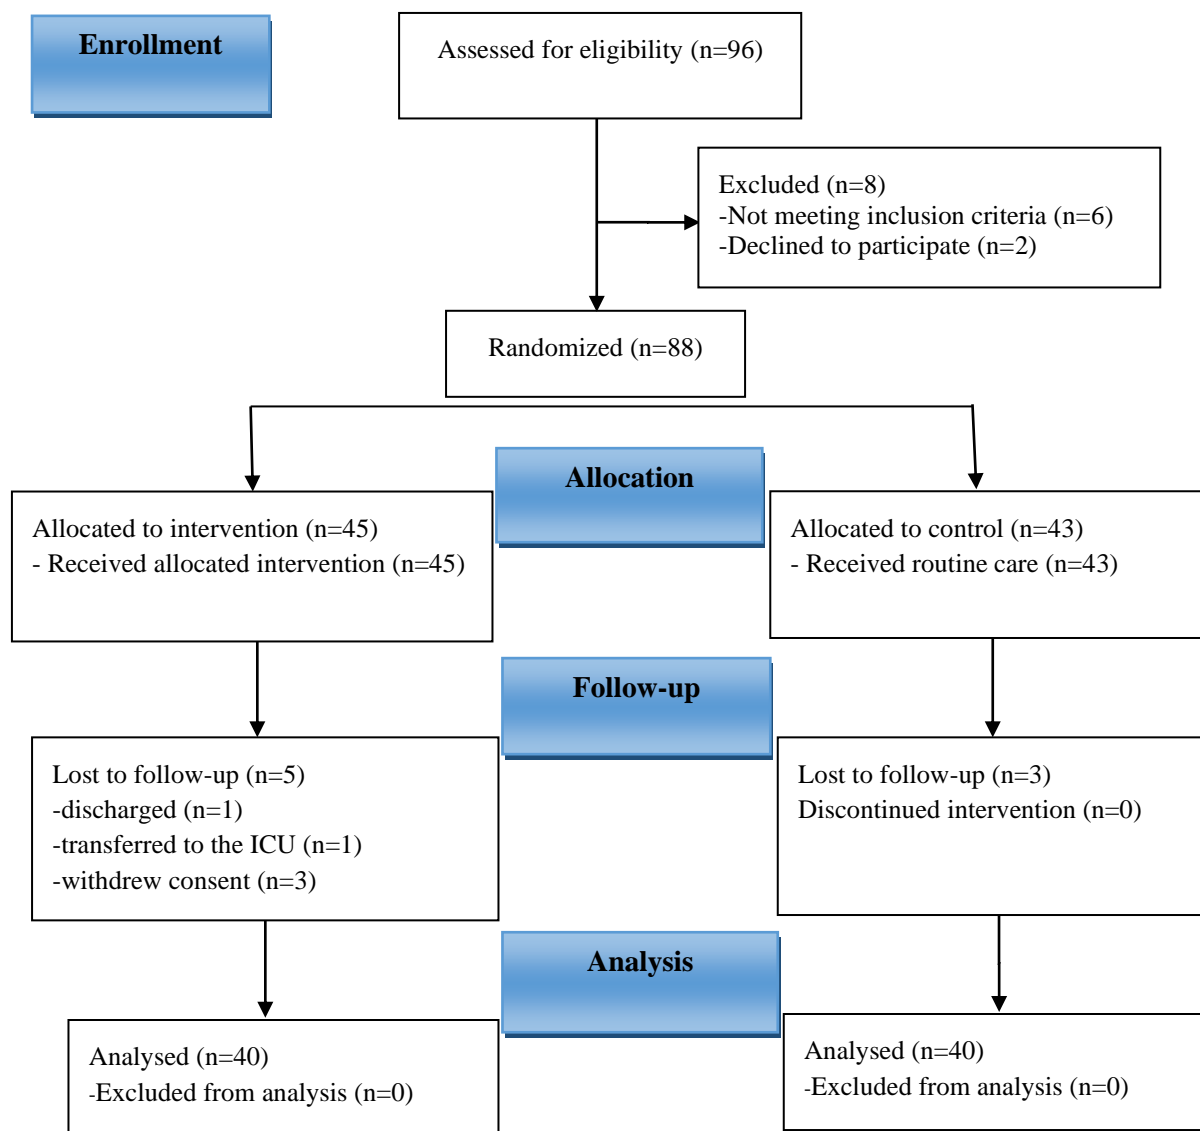 Enrollment
Assessed for eligibility (n=96)
Excluded (n=8)
-Not meeting inclusion criteria (n=6)
-Declined to participate (n=2)
Randomized (n=88)
Allocation
Allocated to intervention (n=45)
- Received allocated intervention (n=45)
Allocated to control (n=43)
- Received routine care (n=43)
Follow-up
Lost to follow-up (n=5)
-discharged (n=1)
-transferred to the ICU (n=1)
-withdrew consent (n=3)
Lost to follow-up (n=3)
Discontinued intervention (n=0)
Analysis
Analysed (n=40)
-Excluded from analysis (n=0)
Analysed (n=40)
-Excluded from analysis (n=0)